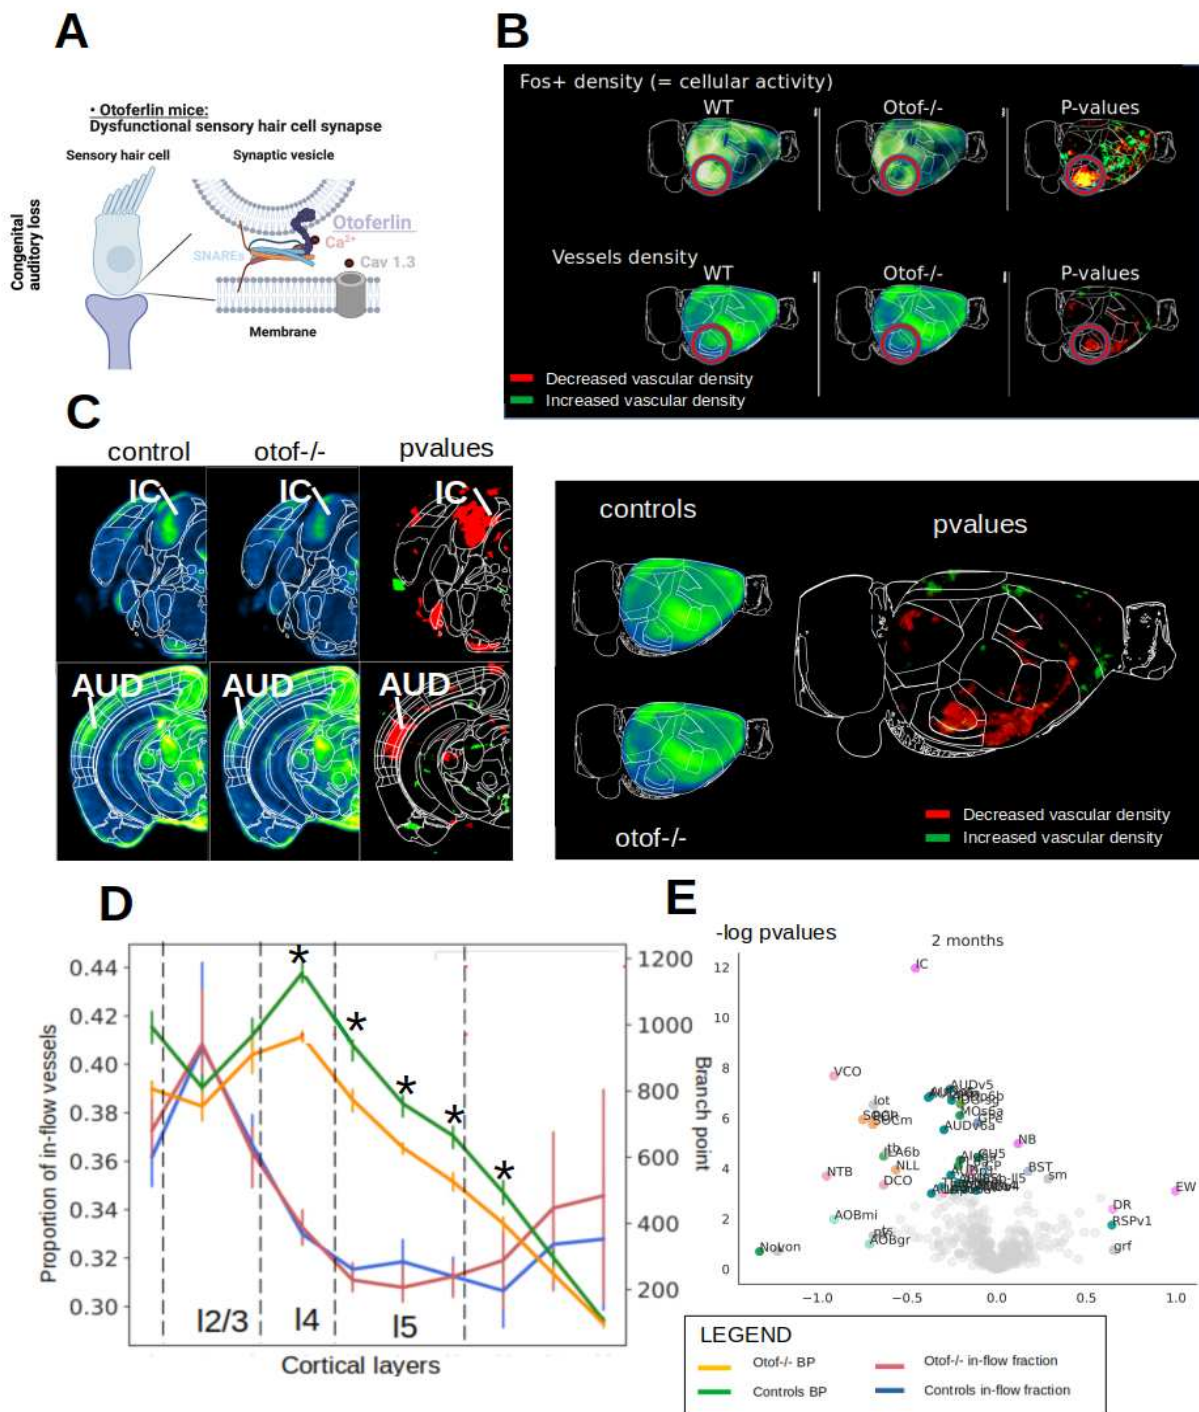 A
• Otoferlin mice:
Dysfunctional sensory hair cell synapse
Sensory hair cell
Synaptic vesicle
Congenital
auditory loss
Otoferlin
Ca2+
SNAREs
Cav 1.3
Membrane
B
Fos+ density (= cellular activity)
WT
Otof-/-
P-values
Vessels density
WT
Otof-/-
P-values
Decreased vascular density
Increased vascular density
C
control
otof-/-
pvalues
IC
IC
AUD
AUD
AUD
controls
pvalues
otof-/-
Decreased vascular density
Increased vascular density
D
Proportion of in-flow vessels
0.44
0.42
0.40
0.38
0.36
0.34
0.32
0.30
* * * * *
l2/3
l4
l5
Cortical layers
1200
1000
800
600
400
200
Branch point
E
-log pvalues
2 months
12
10
8
6
4
2
0
IC
VCO
AUDv5
lot
MOs6a
GPe
SOCm
AUDv6a
NB
tb
ILA6b
NLL
NTB
DCO
BST
sm
EW
AOBmi
DR
RSPv1
AOBgr
Novon
grf
−1.0
−0.5
0.0
0.5
1.0
LEGEND
Otof-/- BP
Otof-/- in-flow fraction
Controls BP
Controls in-flow fraction